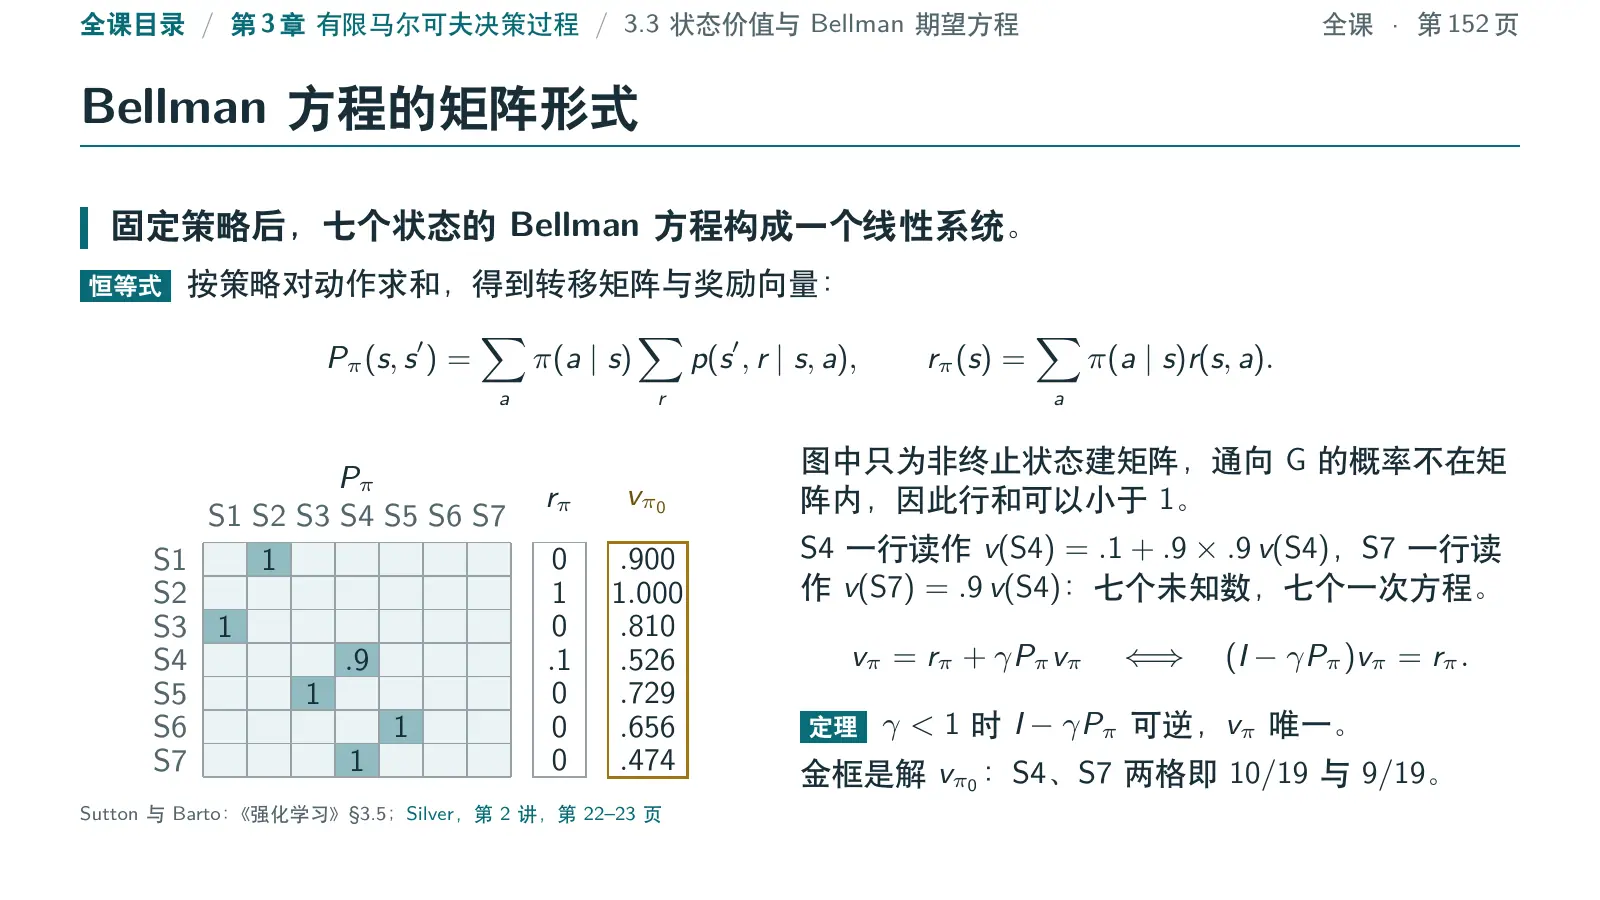 全课目录 / 第 3 章 有限马尔可夫决策过程 / 3.3 状态价值与 Bellman 期望方程 全课 · 第 152 页
Bellman 方程的矩阵形式
固定策略后，七个状态的 Bellman 方程构成一个线性系统。
恒等式 按策略对动作求和，得到转移矩阵与奖励向量：
P_π(s, s′) = ∑_a π(a | s) ∑_r p(s′, r | s, a), r_π(s) = ∑_a π(a | s)r(s, a).
P_π r_π v_{π_0}
S1 S2 S3 S4 S5 S6 S7
S1 1 0 .900
S2 1 1.000
S3 1 0 .810
S4 .9 .1 .526
S5 1 0 .729
S6 1 0 .656
S7 1 0 .474
图中只为非终止状态建矩阵，通向 G 的概率不在矩
阵内，因此行和可以小于 1。
S4 一行读作 v(S4) = .1 + .9 × .9 v(S4)，S7 一行读
作 v(S7) = .9 v(S4)：七个未知数，七个一次方程。
v_π = r_π + γP_π v_π ⟺ (I − γP_π)v_π = r_π.
定理 γ < 1 时 I − γP_π 可逆，v_π 唯一。
金框是解 v_{π_0}：S4、S7 两格即 10/19 与 9/19。
Sutton 与 Barto：《强化学习》§3.5；Silver，第 2 讲，第 22–23 页